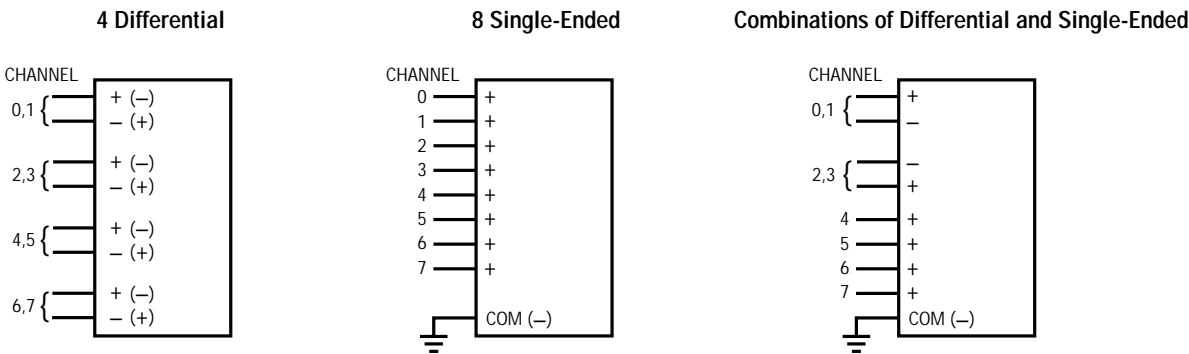 4 Differential
CHANNEL
0,1 { + (–)
– (+)
2,3 { + (–)
– (+)
4,5 { + (–)
– (+)
6,7 { + (–)
– (+)
8 Single-Ended
CHANNEL
0 +
1 +
2 +
3 +
4 +
5 +
6 +
7 +
COM (–)
Combinations of Differential and Single-Ended
CHANNEL
0,1 { +
–
2,3 { –
+
4 +
5 +
6 +
7 +
COM (–)